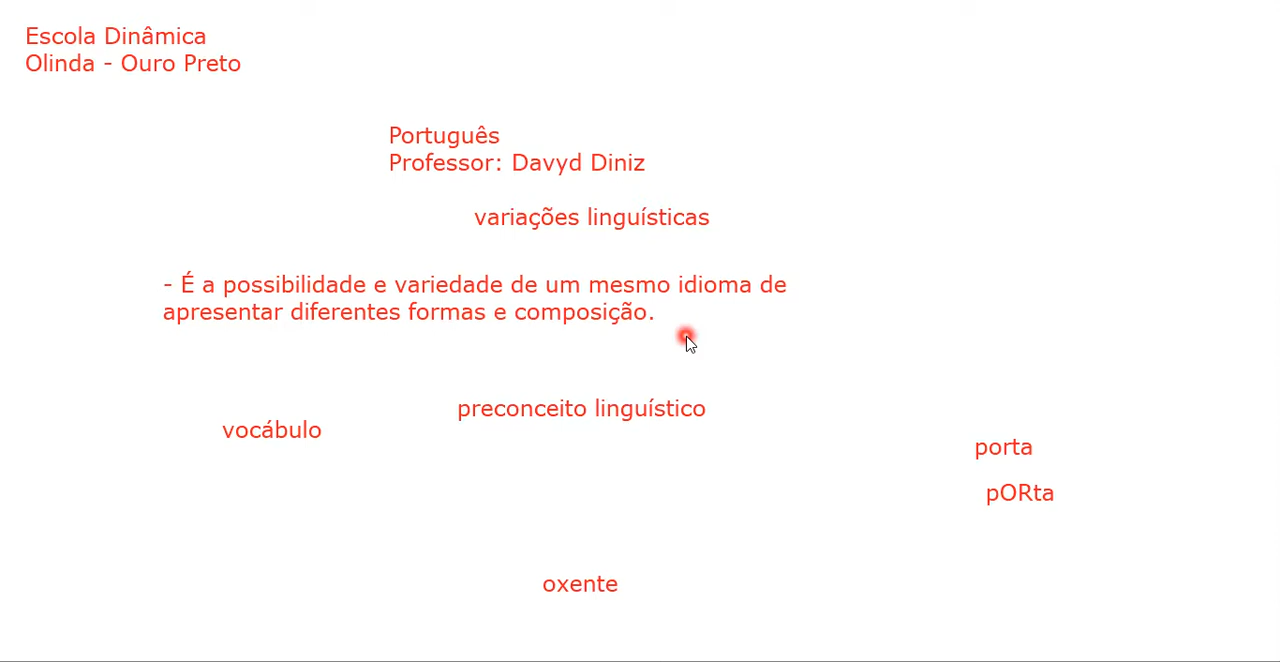 Escola Dinâmica
Olinda - Ouro Preto
Português
Professor: Davyd Diniz
variações linguísticas
- É a possibilidade e variedade de um mesmo idioma de
apresentar diferentes formas e composição.
preconceito linguístico
vocábulo
porta
pORta
oxente